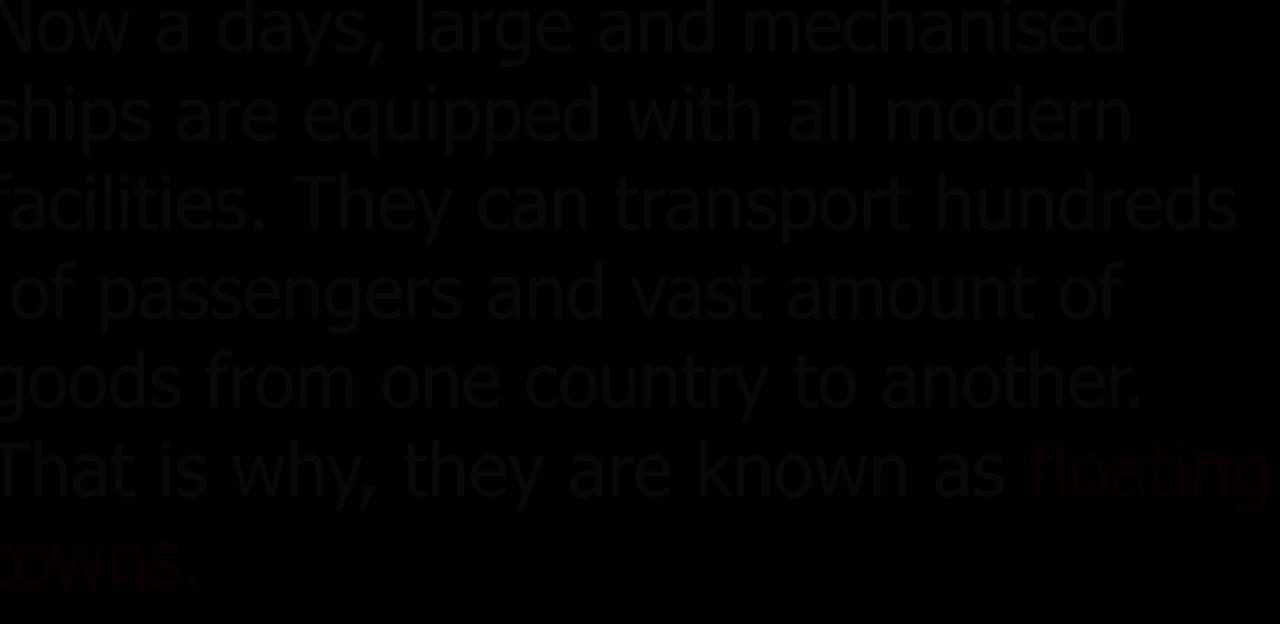 Now a days, large and mechanised
ships are equipped with all modern
facilities. They can transport hundreds
of passengers and vast amount of
goods from one country to another.
That is why, they are known as floating
towns.